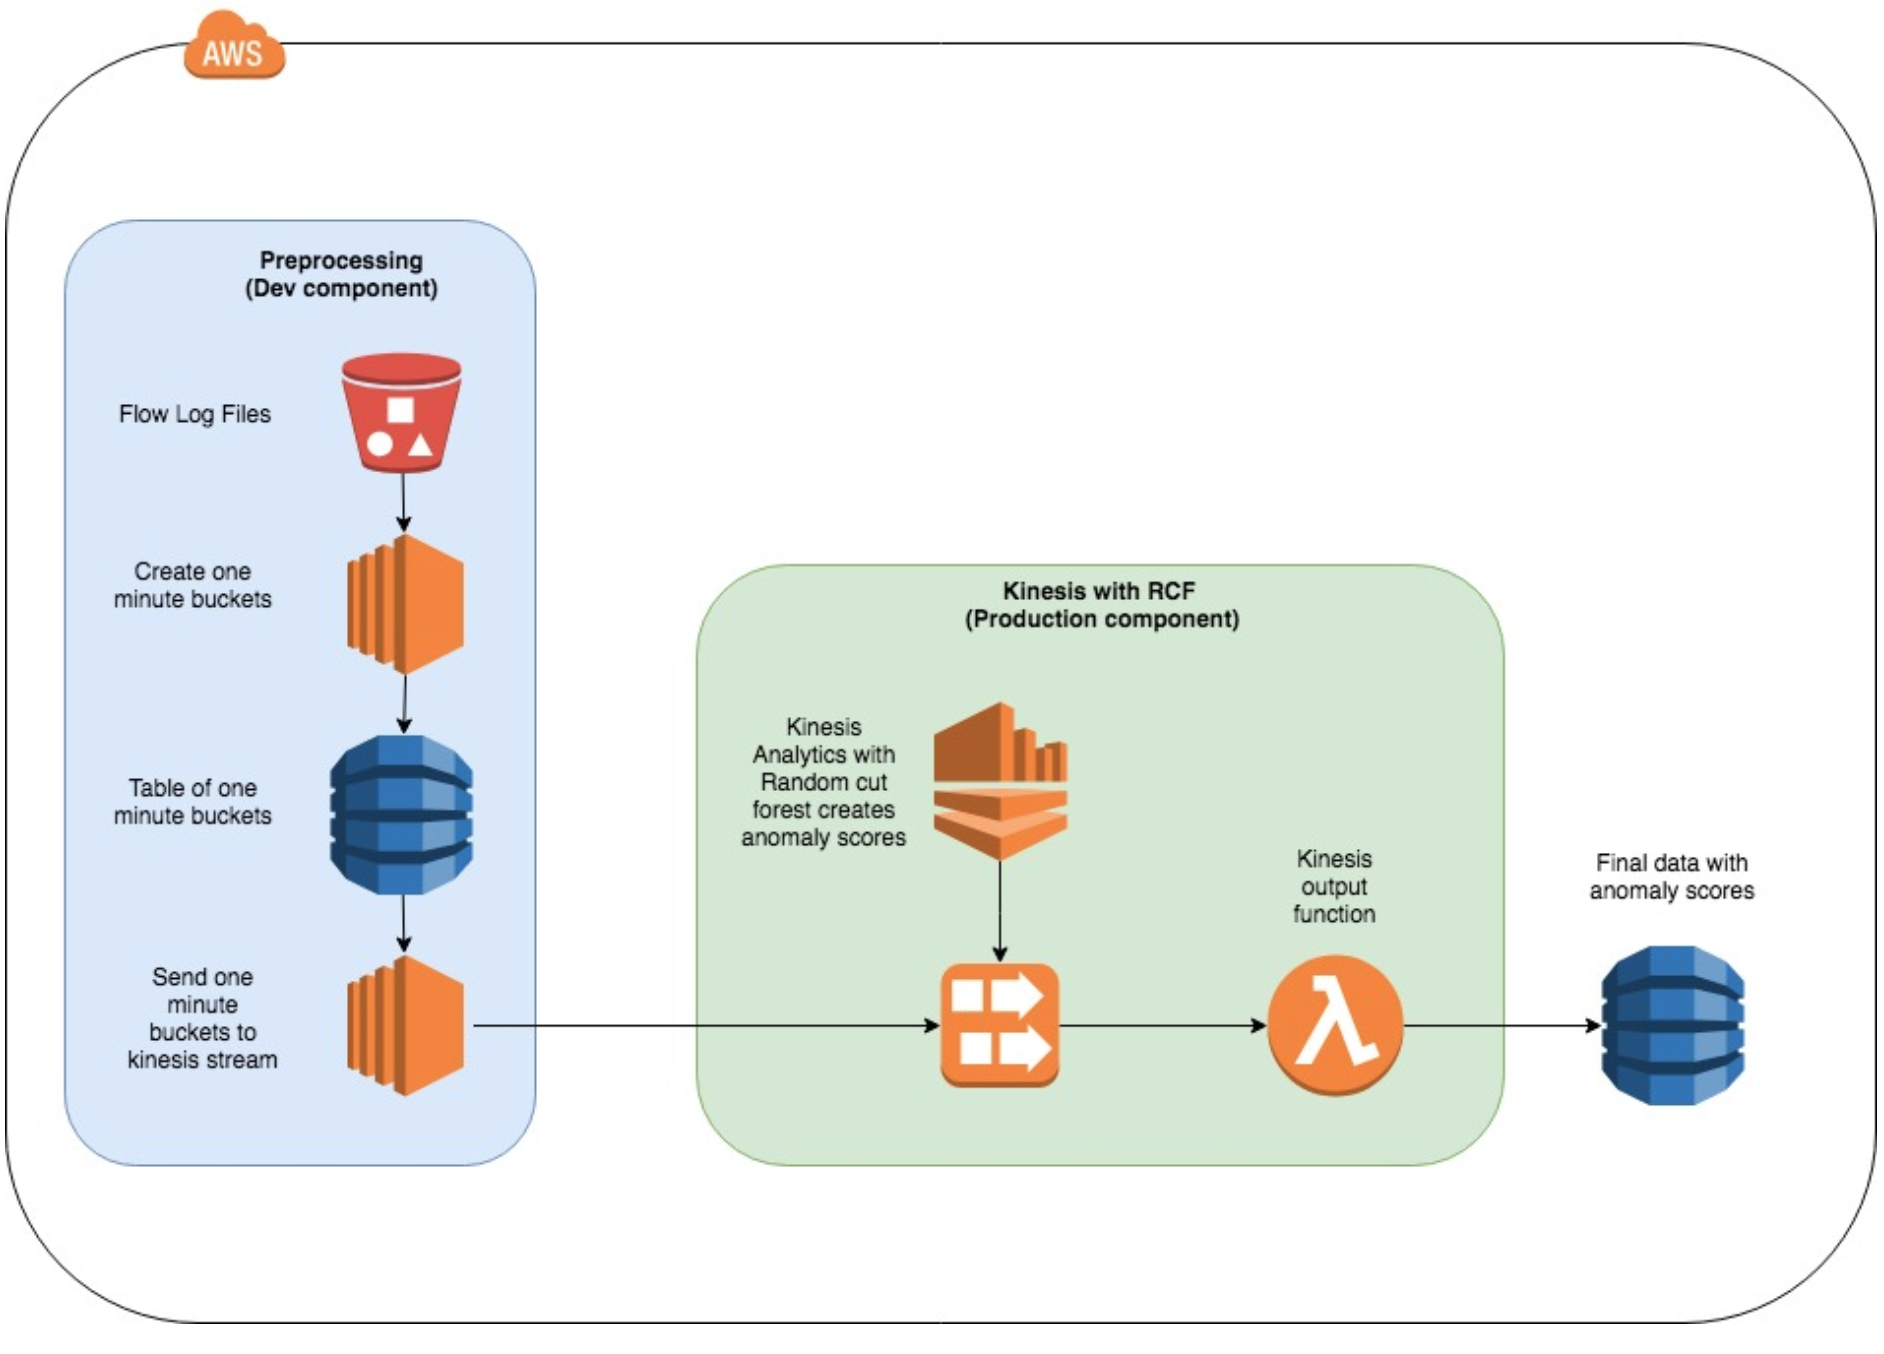 AWS
Preprocessing
(Dev component)
Flow Log Files
Create one
minute buckets
Table of one
minute buckets
Send one
minute
buckets to
kinesis stream
Kinesis with RCF
(Production component)
Kinesis
Analytics with
Random cut
forest creates
anomaly scores
Kinesis
output
function
λ
Final data with
anomaly scores